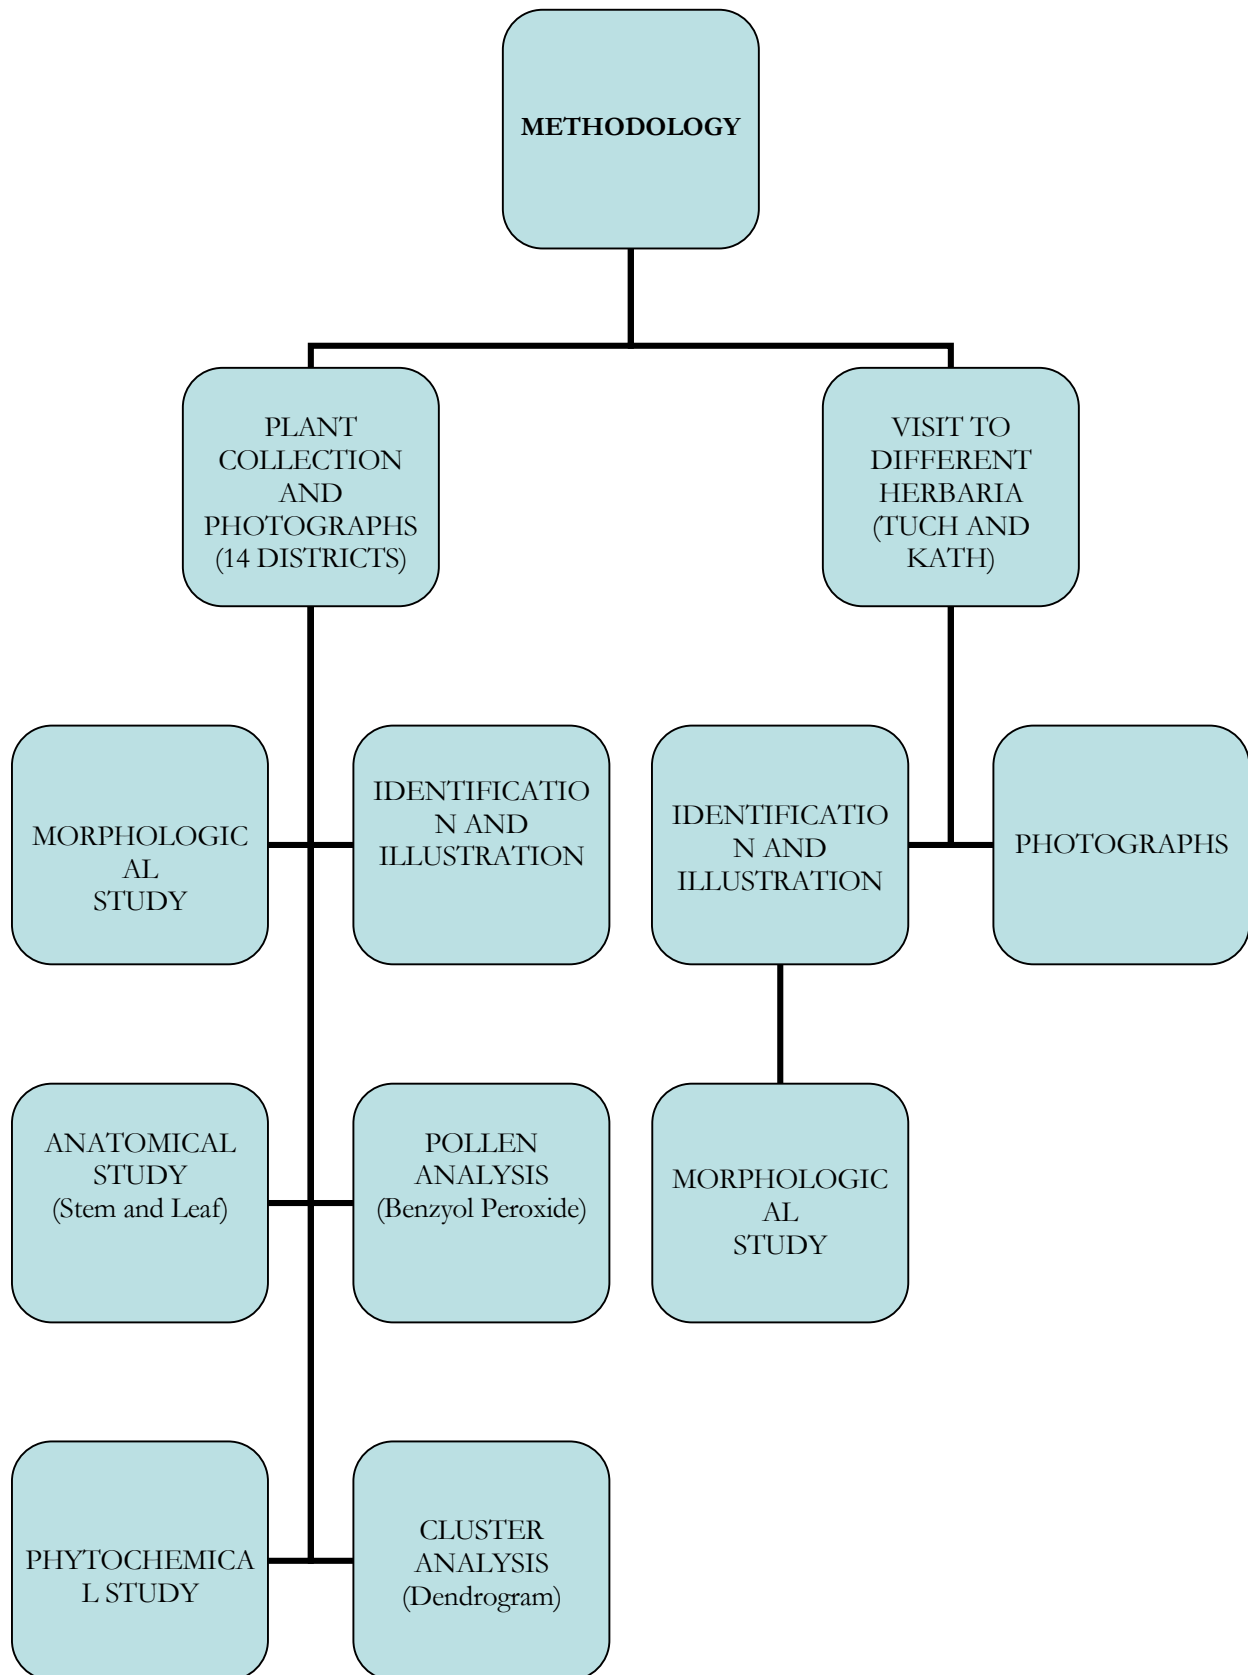 METHODOLOGY
PLANT
COLLECTION
AND
PHOTOGRAPHS
(14 DISTRICTS)
VISIT TO
DIFFERENT
HERBARIA
(TUCH AND
KATH)
MORPHOLOGIC
AL
STUDY
IDENTIFICATIO
N AND
ILLUSTRATION
IDENTIFICATIO
N AND
ILLUSTRATION
PHOTOGRAPHS
ANATOMICAL
STUDY
(Stem and Leaf)
POLLEN
ANALYSIS
(Benzyol Peroxide)
MORPHOLOGIC
AL
STUDY
PHYTOCHEMICA
L STUDY
CLUSTER
ANALYSIS
(Dendrogram)